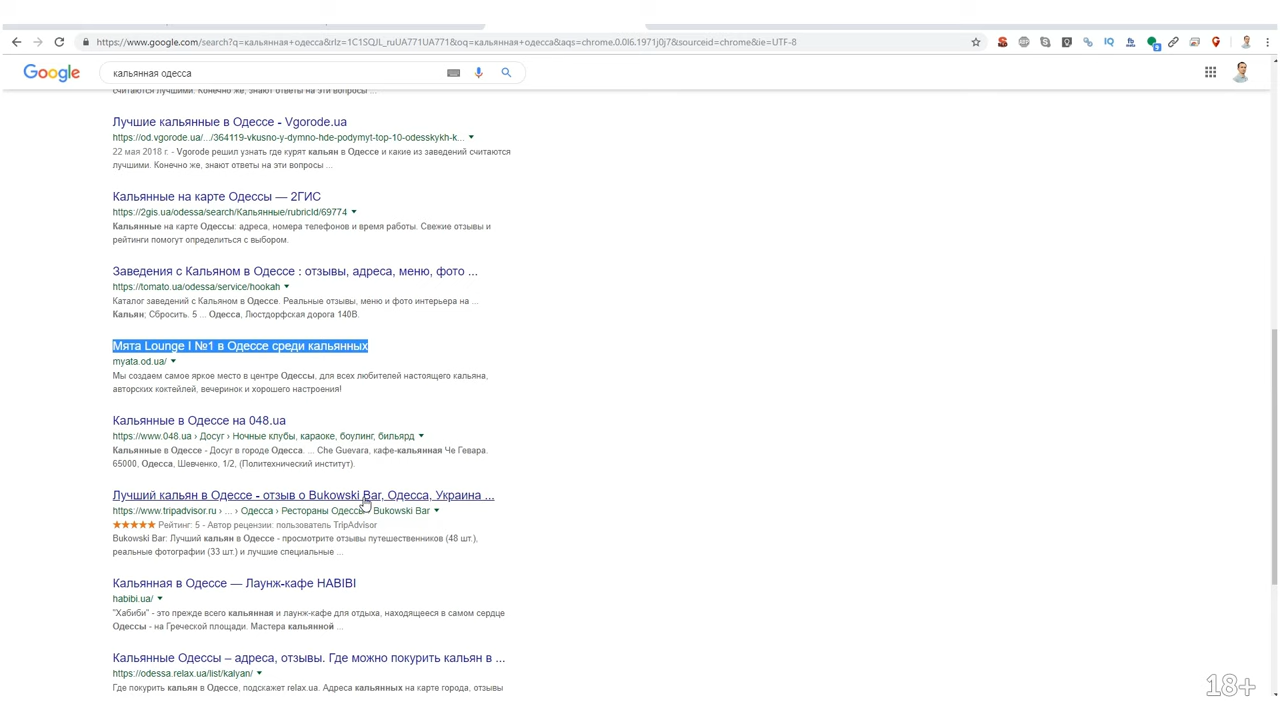 https://www.google.com/search?q=кальянная+одесса&rlz=1C1SQJL_ruUA771UA771&oq=кальянная+одесса&aqs=chrome.0.0l6.1971j0j7&sourceid=chrome&ie=UTF-8
Google
кальянная одесса
считаются лучшими. Конечно же, знают ответы на эти вопросы ...
Лучшие кальянные в Одессе - Vgorode.ua
https://od.vgorode.ua/.../364119-vkusno-y-dymno-hde-podymyt-top-10-odesskykh-k...
22 мая 2018 г. - Vgorode решил узнать где курят кальян в Одессе и какие из заведений считаются
лучшими. Конечно же, знают ответы на эти вопросы ...
Кальянные на карте Одессы — 2ГИС
https://2gis.ua/odessa/search/Кальянные/rubricId/69774
Кальянные на карте Одессы: адреса, номера телефонов и время работы. Свежие отзывы и
рейтинги помогут определиться с выбором.
Заведения с Кальяном в Одессе : отзывы, адреса, меню, фото ...
https://tomato.ua/odessa/service/hookah
Каталог заведений с Кальяном в Одессе. Реальные отзывы, меню и фото интерьера на ...
Кальян; Сбросить. 5 ... Одесса, Люстдорфская дорога 140В.
Мята Lounge I №1 в Одессе среди кальянных
myata.od.ua/
Мы создаем самое яркое место в центре Одессы, для всех любителей настоящего кальяна,
авторских коктейлей, вечеринок и хорошего настроения!
Кальянные в Одессе на 048.ua
https://www.048.ua › Досуг › Ночные клубы, караоке, боулинг, бильярд
Кальянные в Одессе - Досуг в городе Одесса. ... Che Guevara, кафе-кальянная Че Гевара.
65000, Одесса, Шевченко, 1/2, (Политехнический институт).
Лучший кальян в Одессе - отзыв о Bukowski Bar, Одесса, Украина ...
https://www.tripadvisor.ru › ... › Одесса › Рестораны Одессы › Bukowski Bar
Рейтинг: 5 - Автор рецензии: пользователь TripAdvisor
Bukowski Bar: Лучший кальян в Одессе - просмотрите отзывы путешественников (48 шт.),
реальные фотографии (33 шт.) и лучшие специальные ...
Кальянная в Одессе — Лаунж-кафе HABIBI
habibi.ua/
"Хабиби" - это прежде всего кальянная и лаунж-кафе для отдыха, находящееся в самом сердце
Одессы - на Греческой площади. Мастера кальянной ...
Кальянные Одессы – адреса, отзывы. Где можно покурить кальян в ...
https://odessa.relax.ua/list/kalyan/
Где покурить кальян в Одессе, подскажет relax.ua. Адреса кальянных на карте города, отзывы
18+